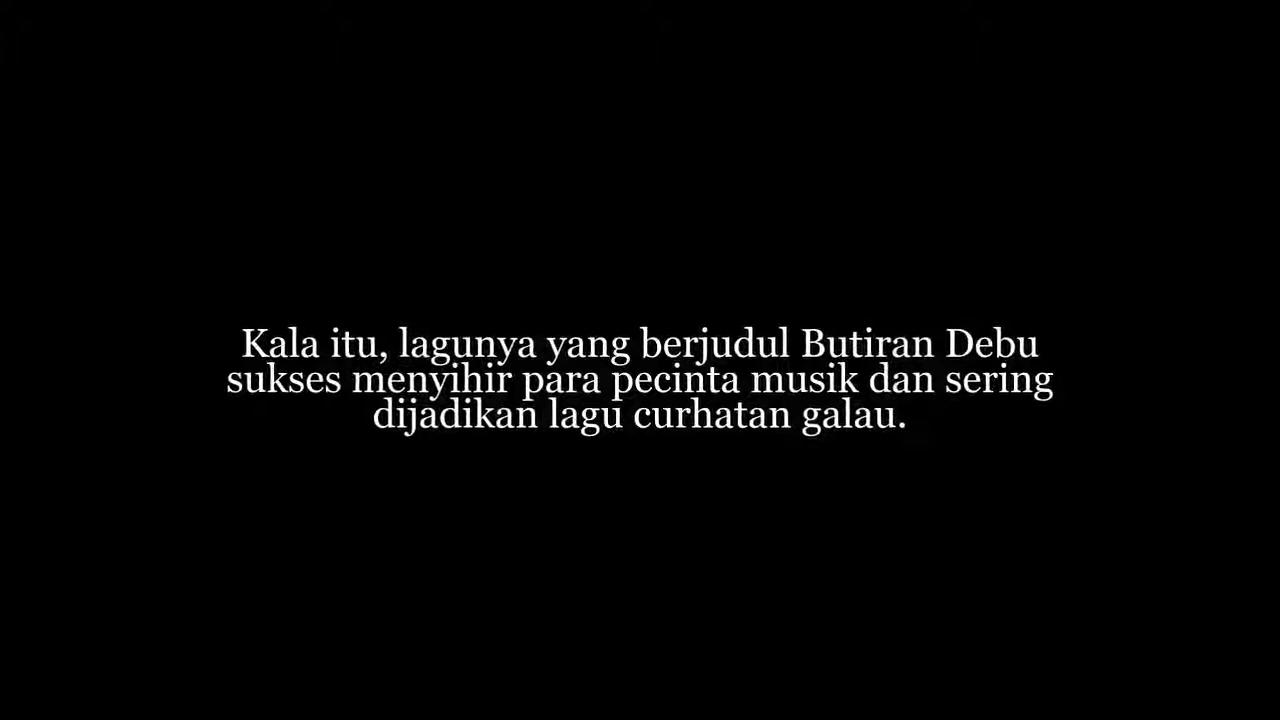 Kala itu, lagunya yang berjudul Butiran Debu
sukses menyihir para pecinta musik dan sering
dijadikan lagu curhatan galau.